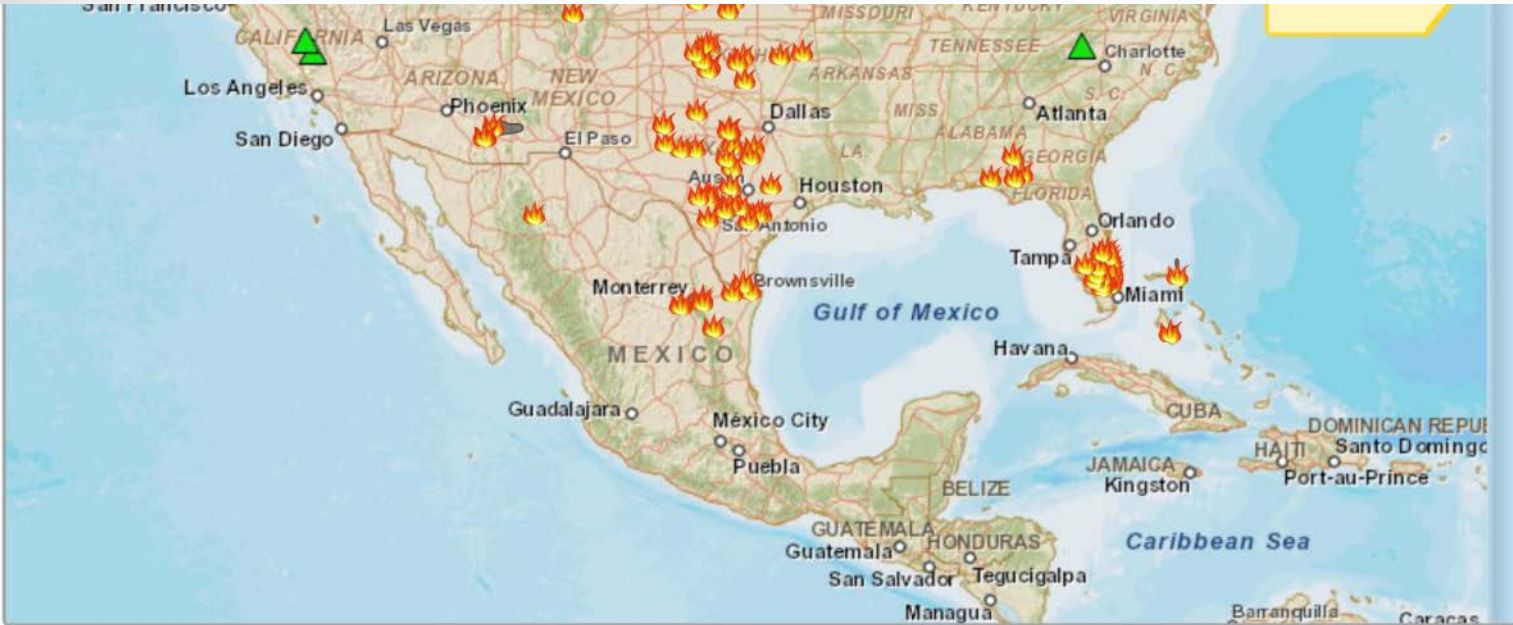 San Francisco
MISSOURI
KENTUCKY
VIRGINIA
CALIFORNIA
Las Vegas
TENNESSEE
Charlotte
N. C.
ARIZONA
NEW
MEXICO
ARKANSAS
Los Angeles
Phoenix
MISS.
S. C.
Dallas
Atlanta
San Diego
El Paso
ALABAMA
LA.
GEORGIA
Austin
Houston
FLORIDA
San Antonio
Orlando
Tampa
Monterrey
Brownsville
Miami
Gulf of Mexico
Havana
MEXICO
Guadalajara
México City
CUBA
Puebla
DOMINICAN REPU
HAITI
Santo Domingo
JAMAICA
Kingston
Port-au-Prince
BELIZE
GUATEMALA
HONDURAS
Guatemala
Caribbean Sea
San Salvador
Tegucigalpa
Managua
Barranquilla
Caracas